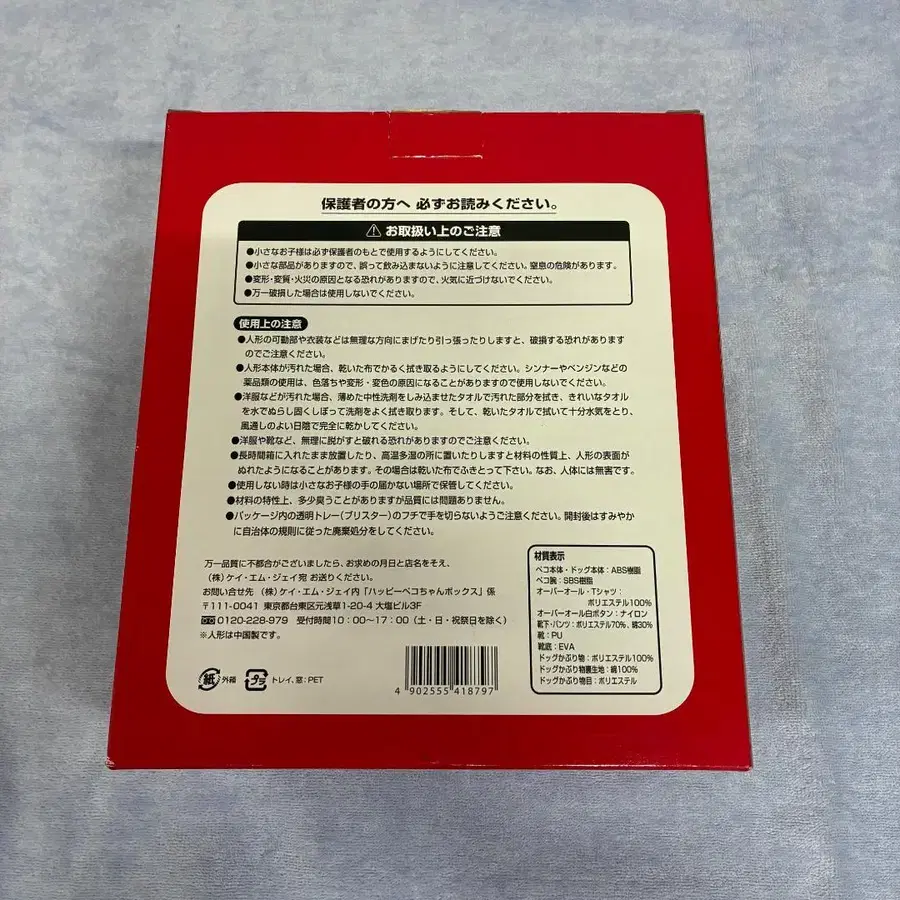 保護者の方へ 必ずお読みください。
⚠ お取扱い上のご注意
●小さなお子様は必ず保護者のもとで使用するようにしてください。
●小さな部品がありますので、誤って飲み込まないように注意してください。窒息の危険があります。
●変形・変質・火災の原因となる恐れがありますので、火気に近づけないでください。
●万一破損した場合は使用しないでください。
使用上の注意
●人形の可動部や衣装などは無理な方向にまげたり引っ張ったりしますと、破損する恐れがあります
のでご注意ください。
●人形本体が汚れた場合、乾いた布でかるく拭き取るようにしてください。シンナーやベンジンなどの
薬品類の使用は、色落ちや変形・変色の原因になることがありますので使用しないでください。
●洋服などが汚れた場合、薄めた中性洗剤をしみ込ませたタオルで汚れた部分を拭き、きれいなタオル
を水でぬらし固くしぼって洗剤をよく拭き取ります。そして、乾いたタオルで拭いて十分水気をとり、
風通しのよい日陰で完全に乾かしてください。
●洋服や靴など、無理に脱がすと破れる恐れがありますのでご注意ください。
●長時間箱に入れたまま放置したり、高温多湿の所に置いたりしますと材料の性質上、人形の表面が
ぬれたようになることがあります。その場合は乾いた布でふきとって下さい。なお、人体には無害です。
●使用しない時は小さなお子様の手の届かない場所で保管してください。
●材料の特性上、多少臭うことがありますが品質には問題ありません。
●パッケージ内の透明トレー(ブリスター)のフチで手を切らないようご注意ください。開封後はすみやか
に自治体の規則に従った廃棄処分をしてください。
万一品質に不都合がございましたら、お求めの月日と店名をそえ、
(株)ケイ・エム・ジェイ宛 お送りください。
お問い合せ先 (株)ケイ・エム・ジェイ内「ハッピーペコちゃんボックス」係
〒111-0041 東京都台東区元浅草1-20-4 大塩ビル3F
0120-228-979 受付時間10:00〜17:00(土・日・祝祭日を除く)
※人形は中国製です。
紙 外箱 プラ トレイ、窓:PET
4 902555 418797
材質表示
ペコ本体・ドッグ本体:ABS樹脂
ペコ腕:SBS樹脂
オーバーオール・Tシャツ:
ポリエステル100%
オーバーオール白ボタン:ナイロン
靴下・パンツ:ポリエステル70%、綿30%
靴:PU
靴底:EVA
ドッグかぶり物:ポリエステル100%
ドッグかぶり物裏生地:綿100%
ドッグかぶり物目:ポリエステル